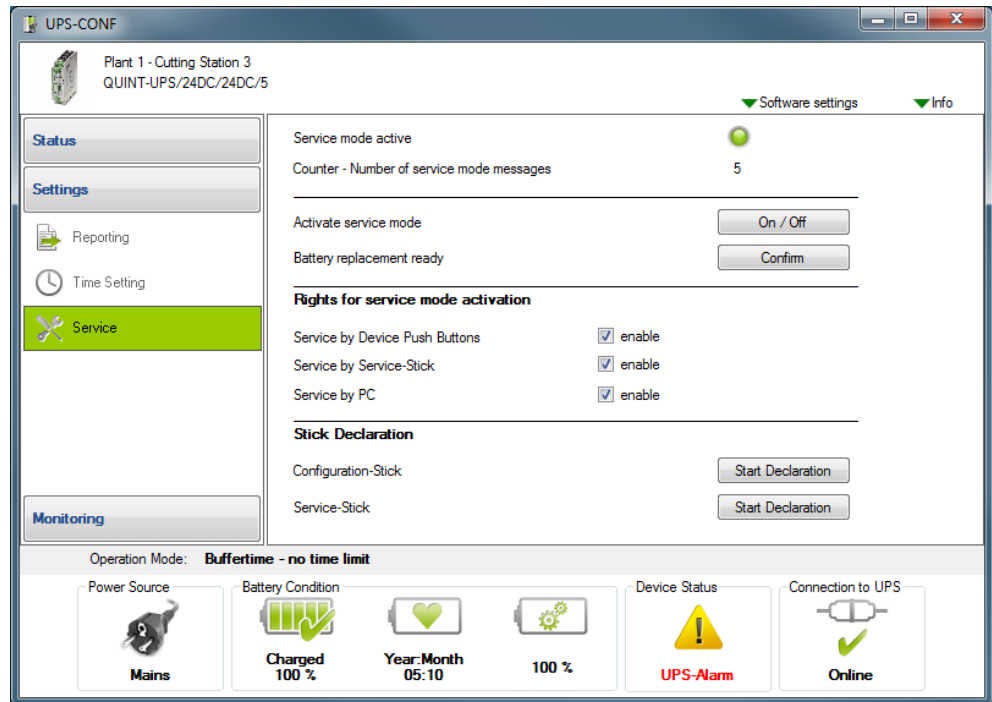 UPS-CONF
Plant 1 - Cutting Station 3
QUINT-UPS/24DC/24DC/5
Software settings Info
Status
Settings
Reporting
Time Setting
Service
Monitoring
Service mode active
Counter - Number of service mode messages 5
Activate service mode On / Off
Battery replacement ready Confirm
Rights for service mode activation
Service by Device Push Buttons enable
Service by Service-Stick enable
Service by PC enable
Stick Declaration
Configuration-Stick Start Declaration
Service-Stick Start Declaration
Operation Mode: Buffertime - no time limit
Power Source Battery Condition Device Status Connection to UPS
Mains
Charged
100 %
Year:Month
05:10
100 %
UPS-Alarm
Online